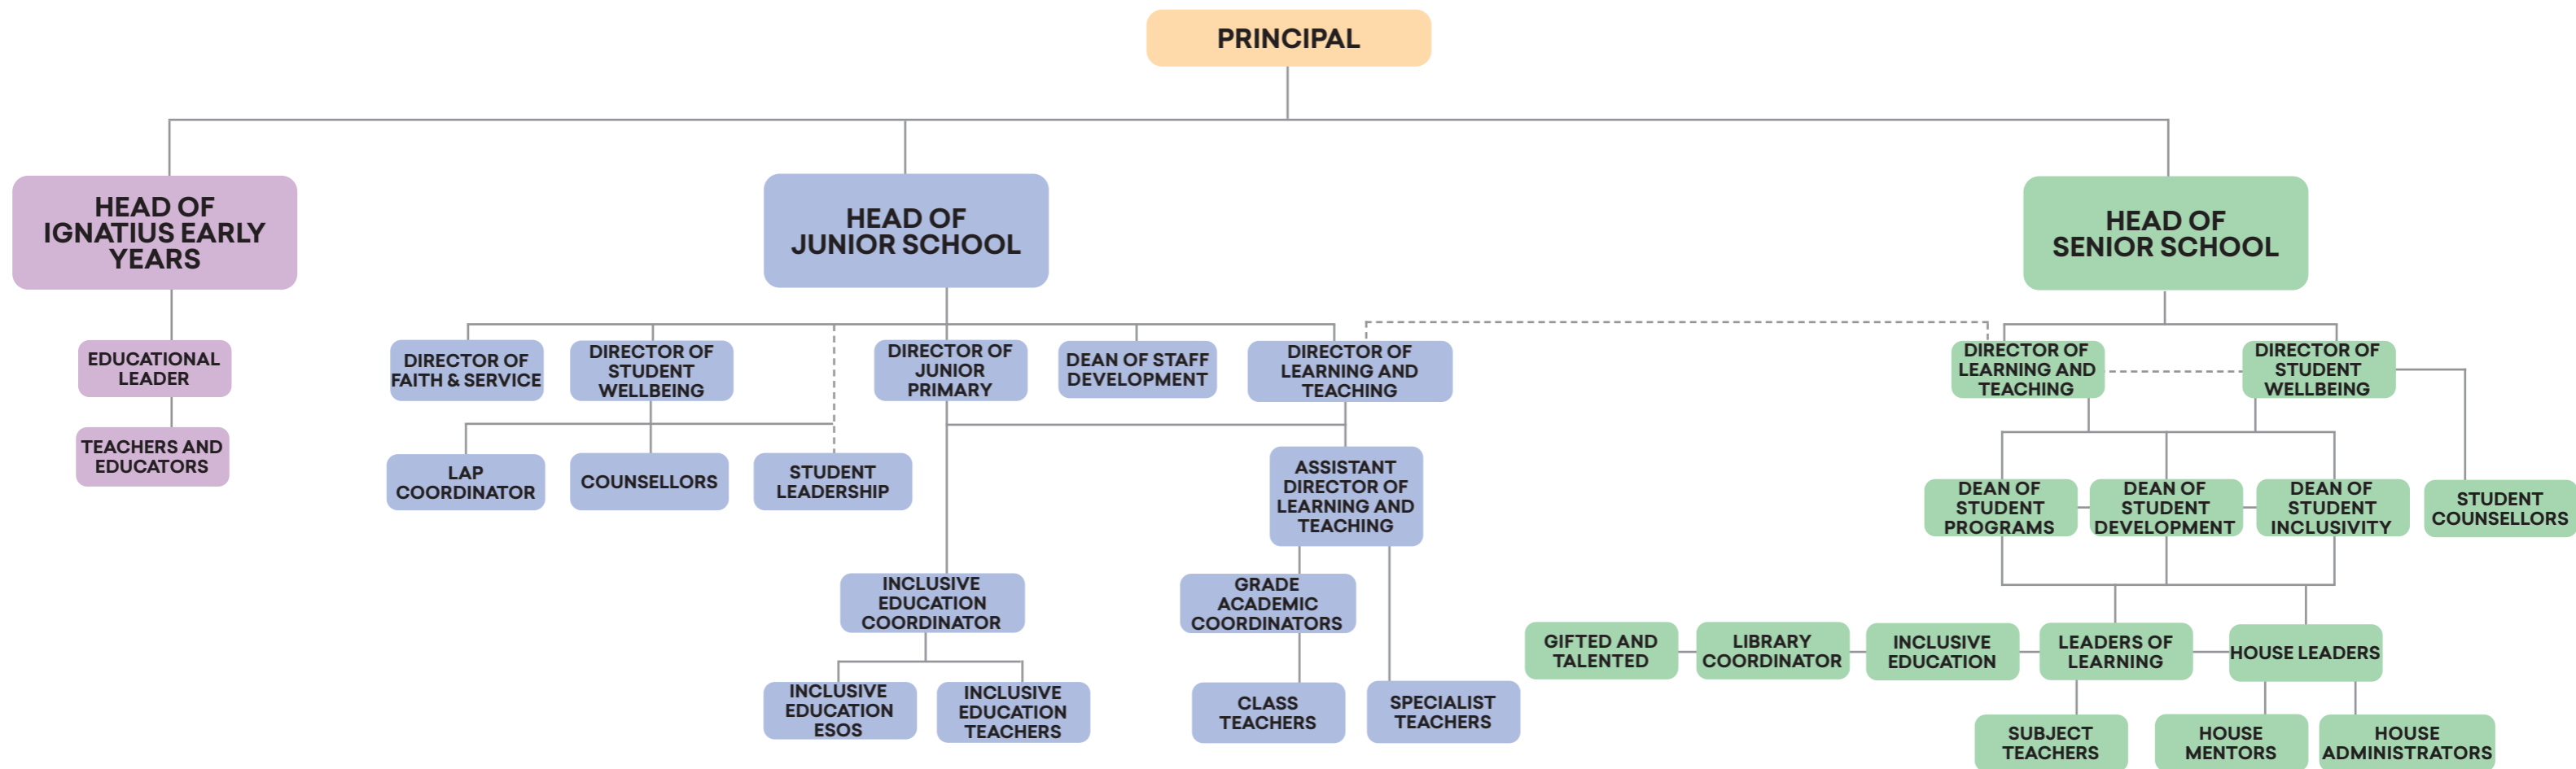 PRINCIPAL
HEAD OF
IGNATIUS EARLY
YEARS
HEAD OF
JUNIOR SCHOOL
HEAD OF
SENIOR SCHOOL
EDUCATIONAL
LEADER
TEACHERS AND
EDUCATORS
DIRECTOR OF
FAITH & SERVICE
DIRECTOR OF
STUDENT
WELLBEING
DIRECTOR OF
JUNIOR
PRIMARY
DEAN OF STAFF
DEVELOPMENT
DIRECTOR OF
LEARNING AND
TEACHING
DIRECTOR OF
LEARNING AND
TEACHING
DIRECTOR OF
STUDENT
WELLBEING
LAP
COORDINATOR
COUNSELLORS
STUDENT
LEADERSHIP
ASSISTANT
DIRECTOR OF
LEARNING AND
TEACHING
DEAN OF
STUDENT
PROGRAMS
DEAN OF
STUDENT
DEVELOPMENT
DEAN OF
STUDENT
INCLUSIVITY
STUDENT
COUNSELLORS
INCLUSIVE
EDUCATION
COORDINATOR
GRADE
ACADEMIC
COORDINATORS
GIFTED AND
TALENTED
LIBRARY
COORDINATOR
INCLUSIVE
EDUCATION
LEADERS OF
LEARNING
HOUSE LEADERS
INCLUSIVE
EDUCATION
ESOS
INCLUSIVE
EDUCATION
TEACHERS
CLASS
TEACHERS
SPECIALIST
TEACHERS
SUBJECT
TEACHERS
HOUSE
MENTORS
HOUSE
ADMINISTRATORS